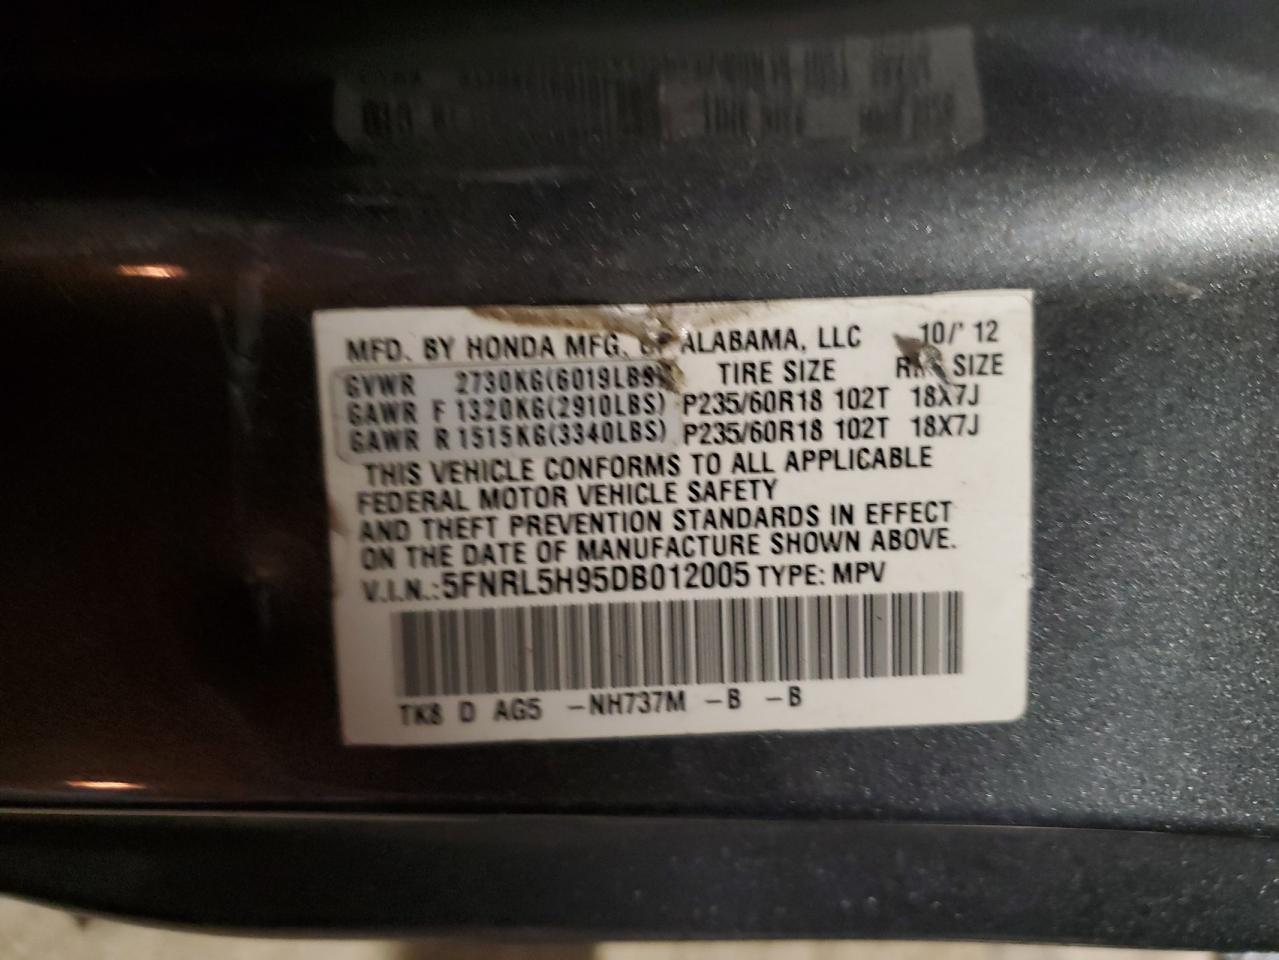 MFD. BY HONDA MFG. OF ALABAMA, LLC 10/'12
GVWR 2730KG(6019LBS) TIRE SIZE RIM SIZE
GAWR F 1320KG(2910LBS) P235/60R18 102T 18X7J
GAWR R 1515KG(3340LBS) P235/60R18 102T 18X7J
THIS VEHICLE CONFORMS TO ALL APPLICABLE
FEDERAL MOTOR VEHICLE SAFETY
AND THEFT PREVENTION STANDARDS IN EFFECT
ON THE DATE OF MANUFACTURE SHOWN ABOVE.
V.I.N.: 5FNRL5H95DB012005 TYPE: MPV
TK8 D AG5 -NH737M -B -B